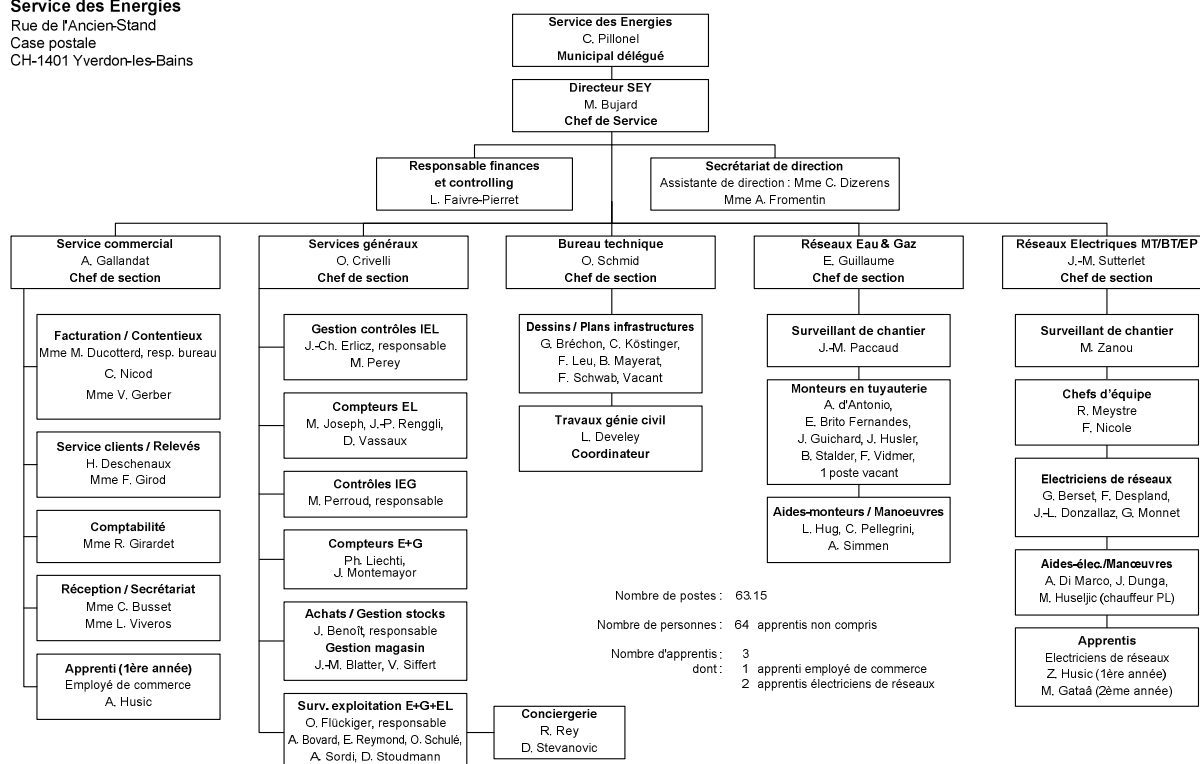 Service des Energies
Rue de l'Ancien-Stand
Case postale
CH-1401 Yverdon-les-Bains
Service des Energies
C. Pillonel
Municipal délégué
Directeur SEY
M. Bujard
Chef de Service
Responsable finances
et controlling
L. Faivre-Pierret
Secrétariat de direction
Assistante de direction : Mme C. Dizerens
Mme A. Fromentin
Service commercial
A. Gallandat
Chef de section
Facturation / Contentieux
Mme M. Ducotterd, resp. bureau
C. Nicod
Mme V. Gerber
Service clients / Relevés
H. Deschenaux
Mme F. Girod
Comptabilité
Mme R. Girardet
Réception / Secrétariat
Mme C. Busset
Mme L. Viveros
Apprenti (1ère année)
Employé de commerce
A. Husic
Services généraux
O. Crivelli
Chef de section
Gestion contrôles IEL
J.-Ch. Erlicz, responsable
M. Perey
Compteurs EL
M. Joseph, J.-P. Renggli,
D. Vassaux
Contrôles IEG
M. Perroud, responsable
Compteurs E+G
Ph. Liechti,
J. Montemayor
Achats / Gestion stocks
J. Benoît, responsable
Gestion magasin
J.-M. Blatter, V. Siffert
Surv. exploitation E+G+EL
O. Flückiger, responsable
A. Bovard, E. Reymond, O. Schulé,
A. Sordi, D. Stoudmann
Conciergerie
R. Rey
D. Stevanovic
Bureau technique
O. Schmid
Chef de section
Dessins / Plans infrastructures
G. Bréchon, C. Köstinger,
F. Leu, B. Mayerat,
F. Schwab, Vacant
Travaux génie civil
L. Develey
Coordinateur
Réseaux Eau & Gaz
E. Guillaume
Chef de section
Surveillant de chantier
J.-M. Paccaud
Monteurs en tuyauterie
A. d'Antonio,
E. Brito Fernandes,
J. Guichard, J. Husler,
B. Stalder, F. Vidmer,
1 poste vacant
Aides-monteurs / Manoeuvres
L. Hug, C. Pellegrini,
A. Simmen
Réseaux Electriques MT/BT/EP
J.-M. Sutterlet
Chef de section
Surveillant de chantier
M. Zanou
Chefs d'équipe
R. Meystre
F. Nicole
Electriciens de réseaux
G. Berset, F. Despland,
J.-L. Donzallaz, G. Monnet
Aides-élec./Manœuvres
A. Di Marco, J. Dunga,
M. Huseljic (chauffeur PL)
Apprentis
Electriciens de réseaux
Z. Husic (1ère année)
M. Gataâ (2ème année)
Nombre de postes : 63.15
Nombre de personnes : 64 apprentis non compris
Nombre d'apprentis : 3
dont : 1 apprenti employé de commerce
2 apprentis électriciens de réseaux